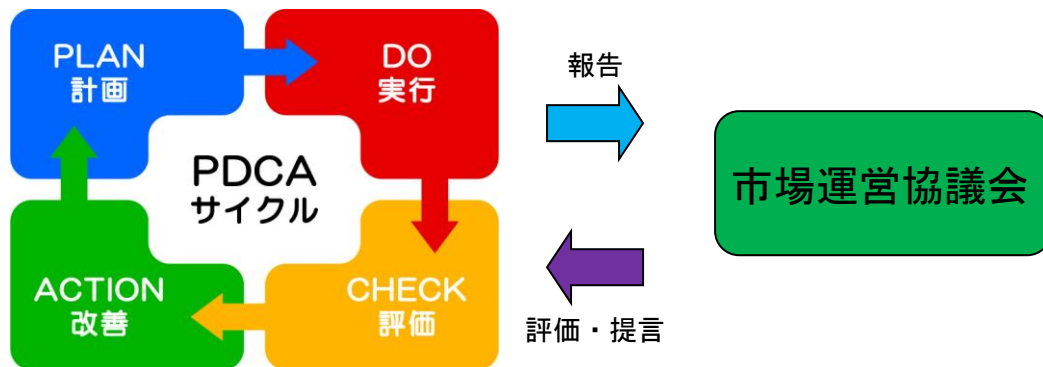 PLAN
計画
DO
実行
PDCA
サイクル
ACTION
改善
CHECK
評価
報告
評価・提言
市場運営協議会